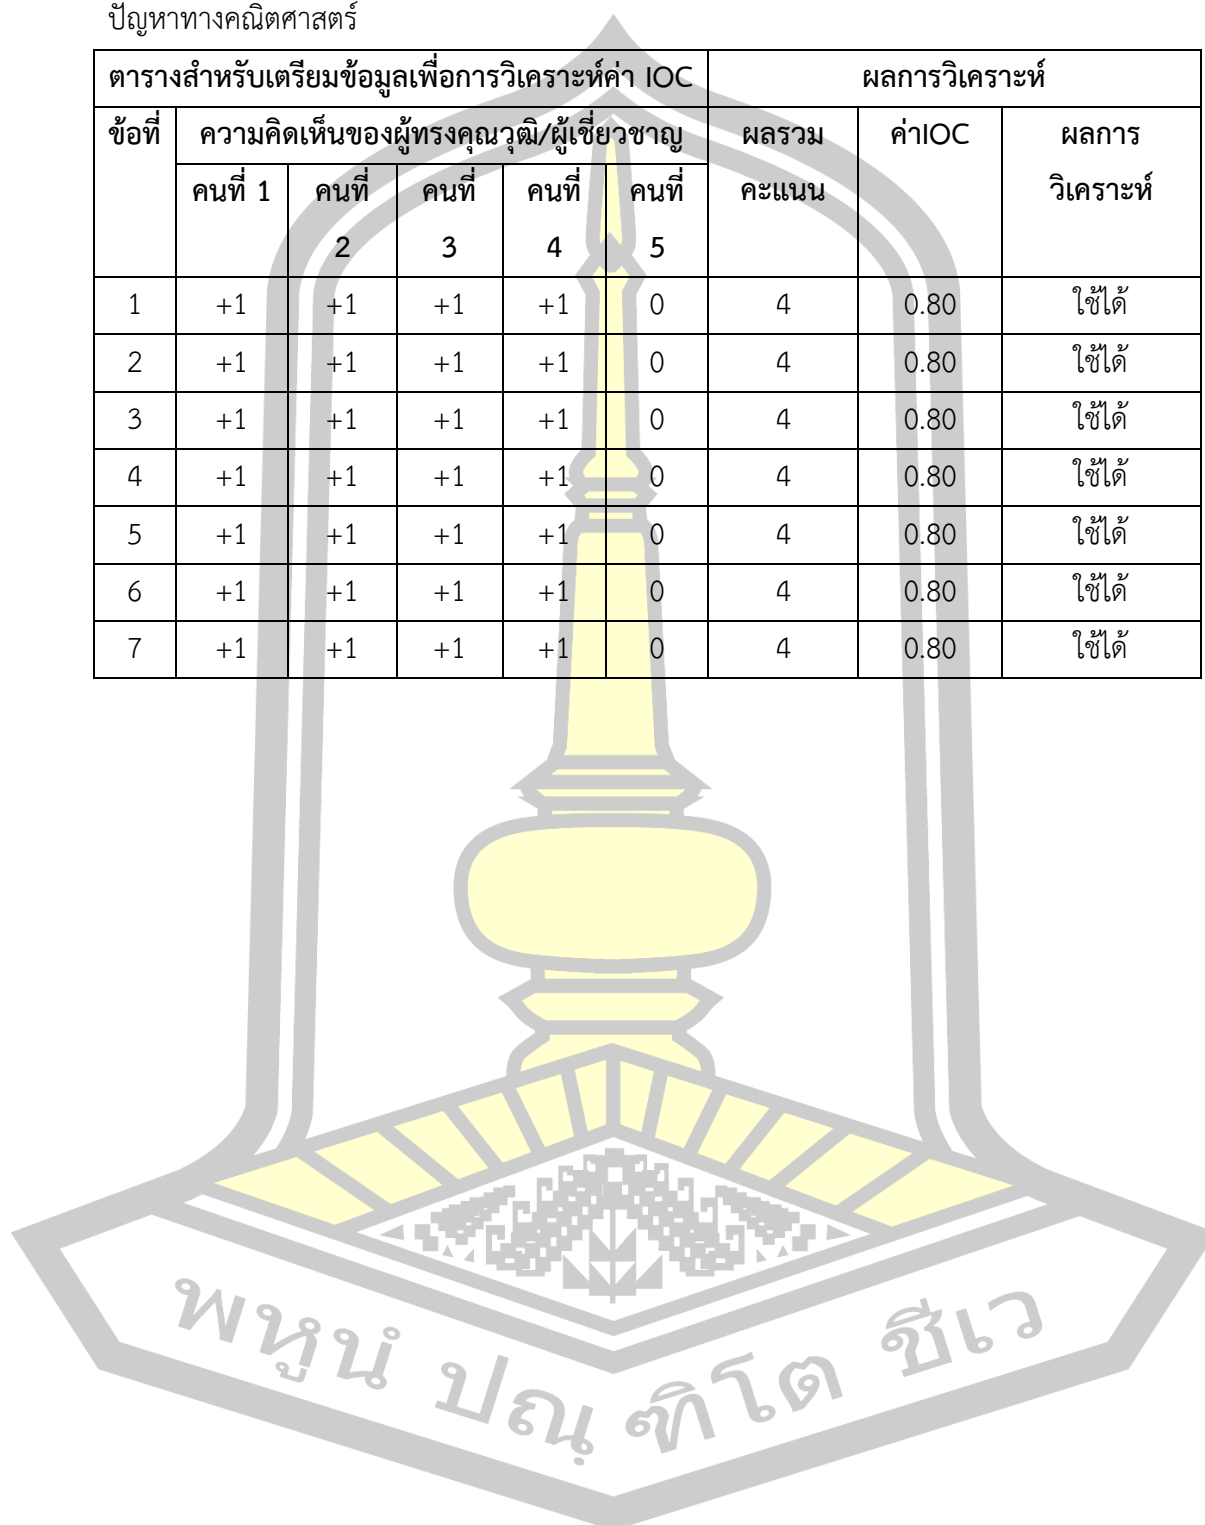 ปัญหาทางคณิตศาสตร์
ตารางสำหรับเตรียมข้อมูลเพื่อการวิเคราะห์ค่า IOC ผลการวิเคราะห์
ข้อที่ ความคิดเห็นของผู้ทรงคุณวุฒิ/ผู้เชี่ยวชาญ ผลรวม ค่าIOC ผลการ
คนที่ 1 คนที่ คนที่ คนที่ คนที่ คะแนน วิเคราะห์
2 3 4 5
1 +1 +1 +1 +1 0 4 0.80 ใช้ได้
2 +1 +1 +1 +1 0 4 0.80 ใช้ได้
3 +1 +1 +1 +1 0 4 0.80 ใช้ได้
4 +1 +1 +1 +1 0 4 0.80 ใช้ได้
5 +1 +1 +1 +1 0 4 0.80 ใช้ได้
6 +1 +1 +1 +1 0 4 0.80 ใช้ได้
7 +1 +1 +1 +1 0 4 0.80 ใช้ได้
พหูนํ ปณฺฑิโต ชีเว